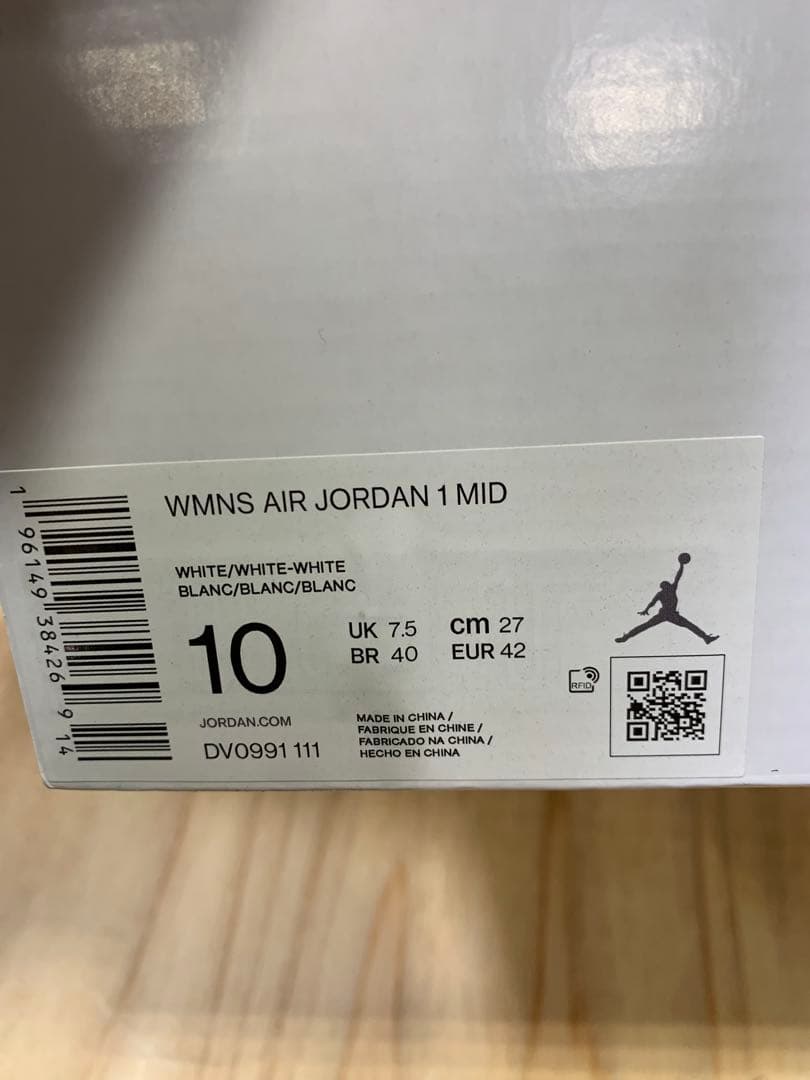 WMNS AIR JORDAN 1 MID
WHITE/WHITE-WHITE
BLANC/BLANC/BLANC
10
UK 7.5
cm 27
BR 40
EUR 42
JORDAN.COM
DV0991 111
MADE IN CHINA /
FABRIQUE EN CHINE /
FABRICADO NA CHINA /
HECHO EN CHINA
RFID
1 96149 38426 9 14